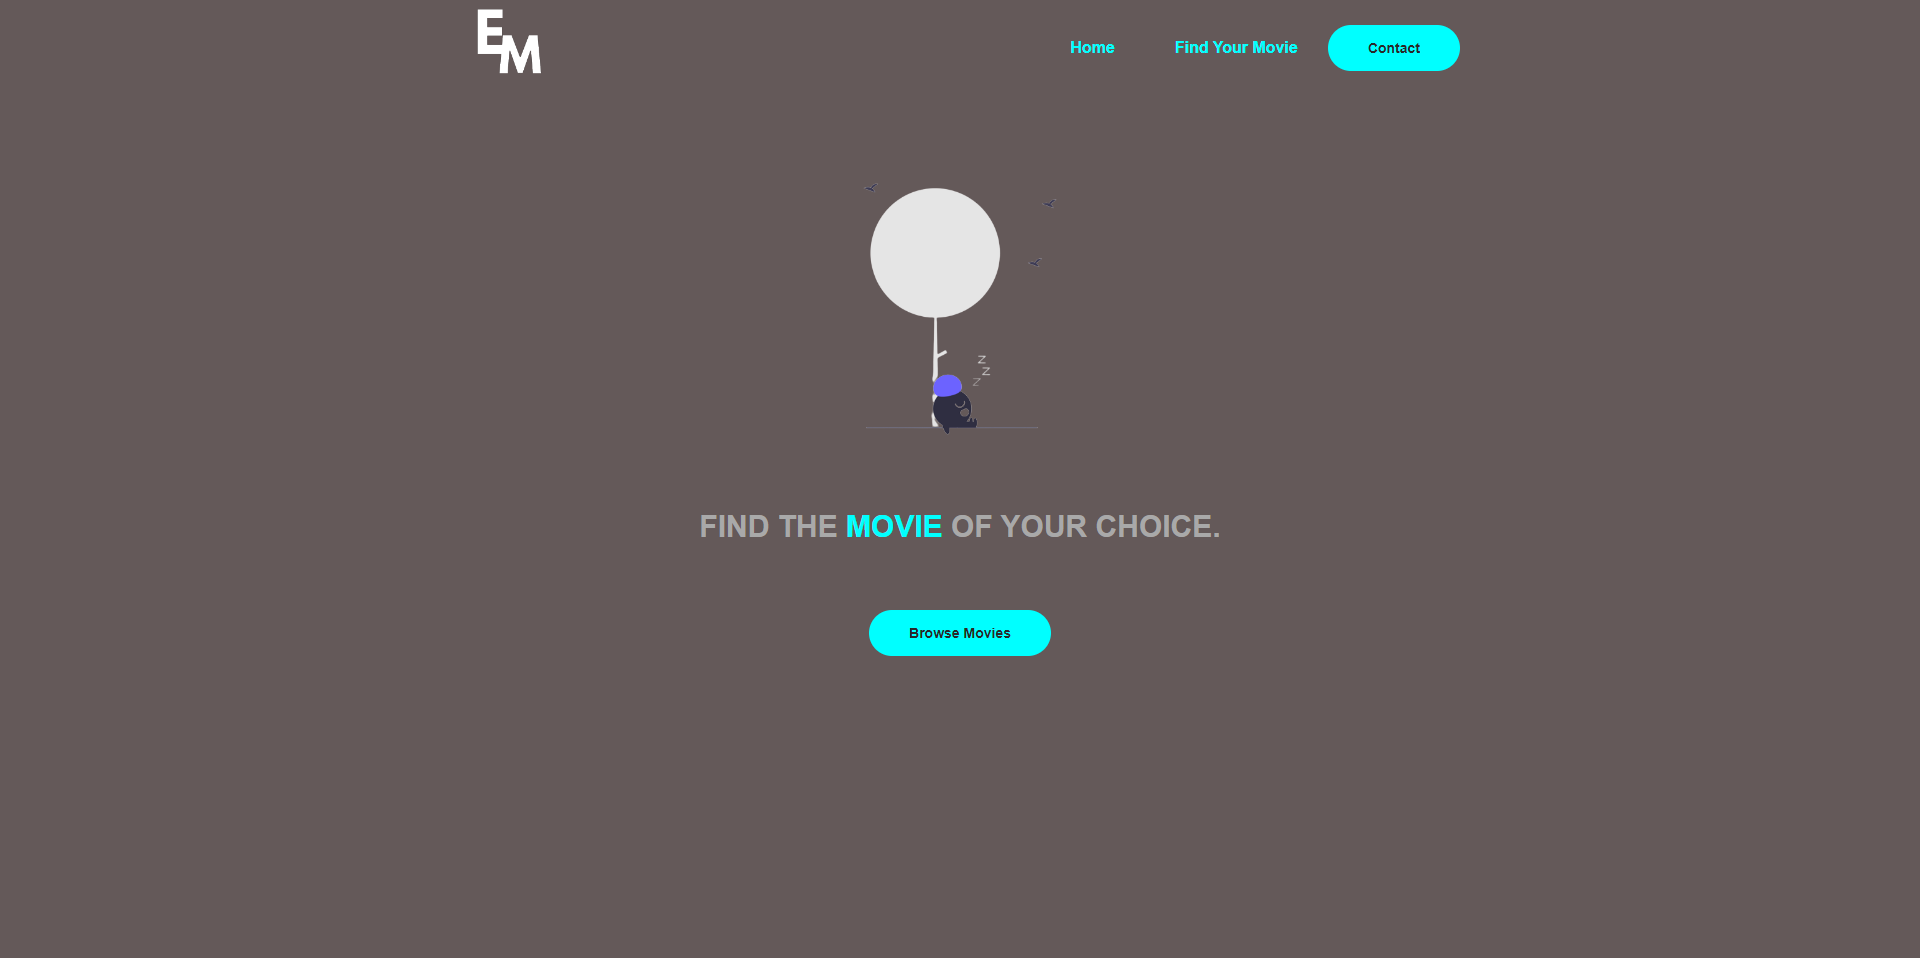 EM
Home
Find Your Movie
Contact
z
z
z
FIND THE MOVIE OF YOUR CHOICE.
Browse Movies